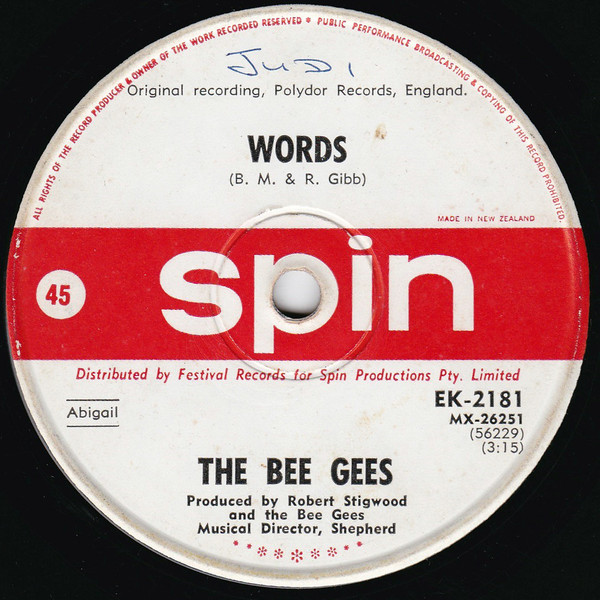 ALL RIGHTS OF THE RECORD PRODUCER & OWNER OF THE WORK RECORDED RESERVED * PUBLIC PERFORMANCE BROADCASTING & COPYING OF THIS RECORD PROHIBITED.
JUDI
Original recording, Polydor Records, England.
WORDS
(B. M. & R. Gibb)
MADE IN NEW ZEALAND
45
spin
Distributed by Festival Records for Spin Productions Pty. Limited
Abigail
EK-2181
MX-26251
(56229)
(3:15)
THE BEE GEES
Produced by Robert Stigwood
and the Bee Gees
Musical Director, Shepherd